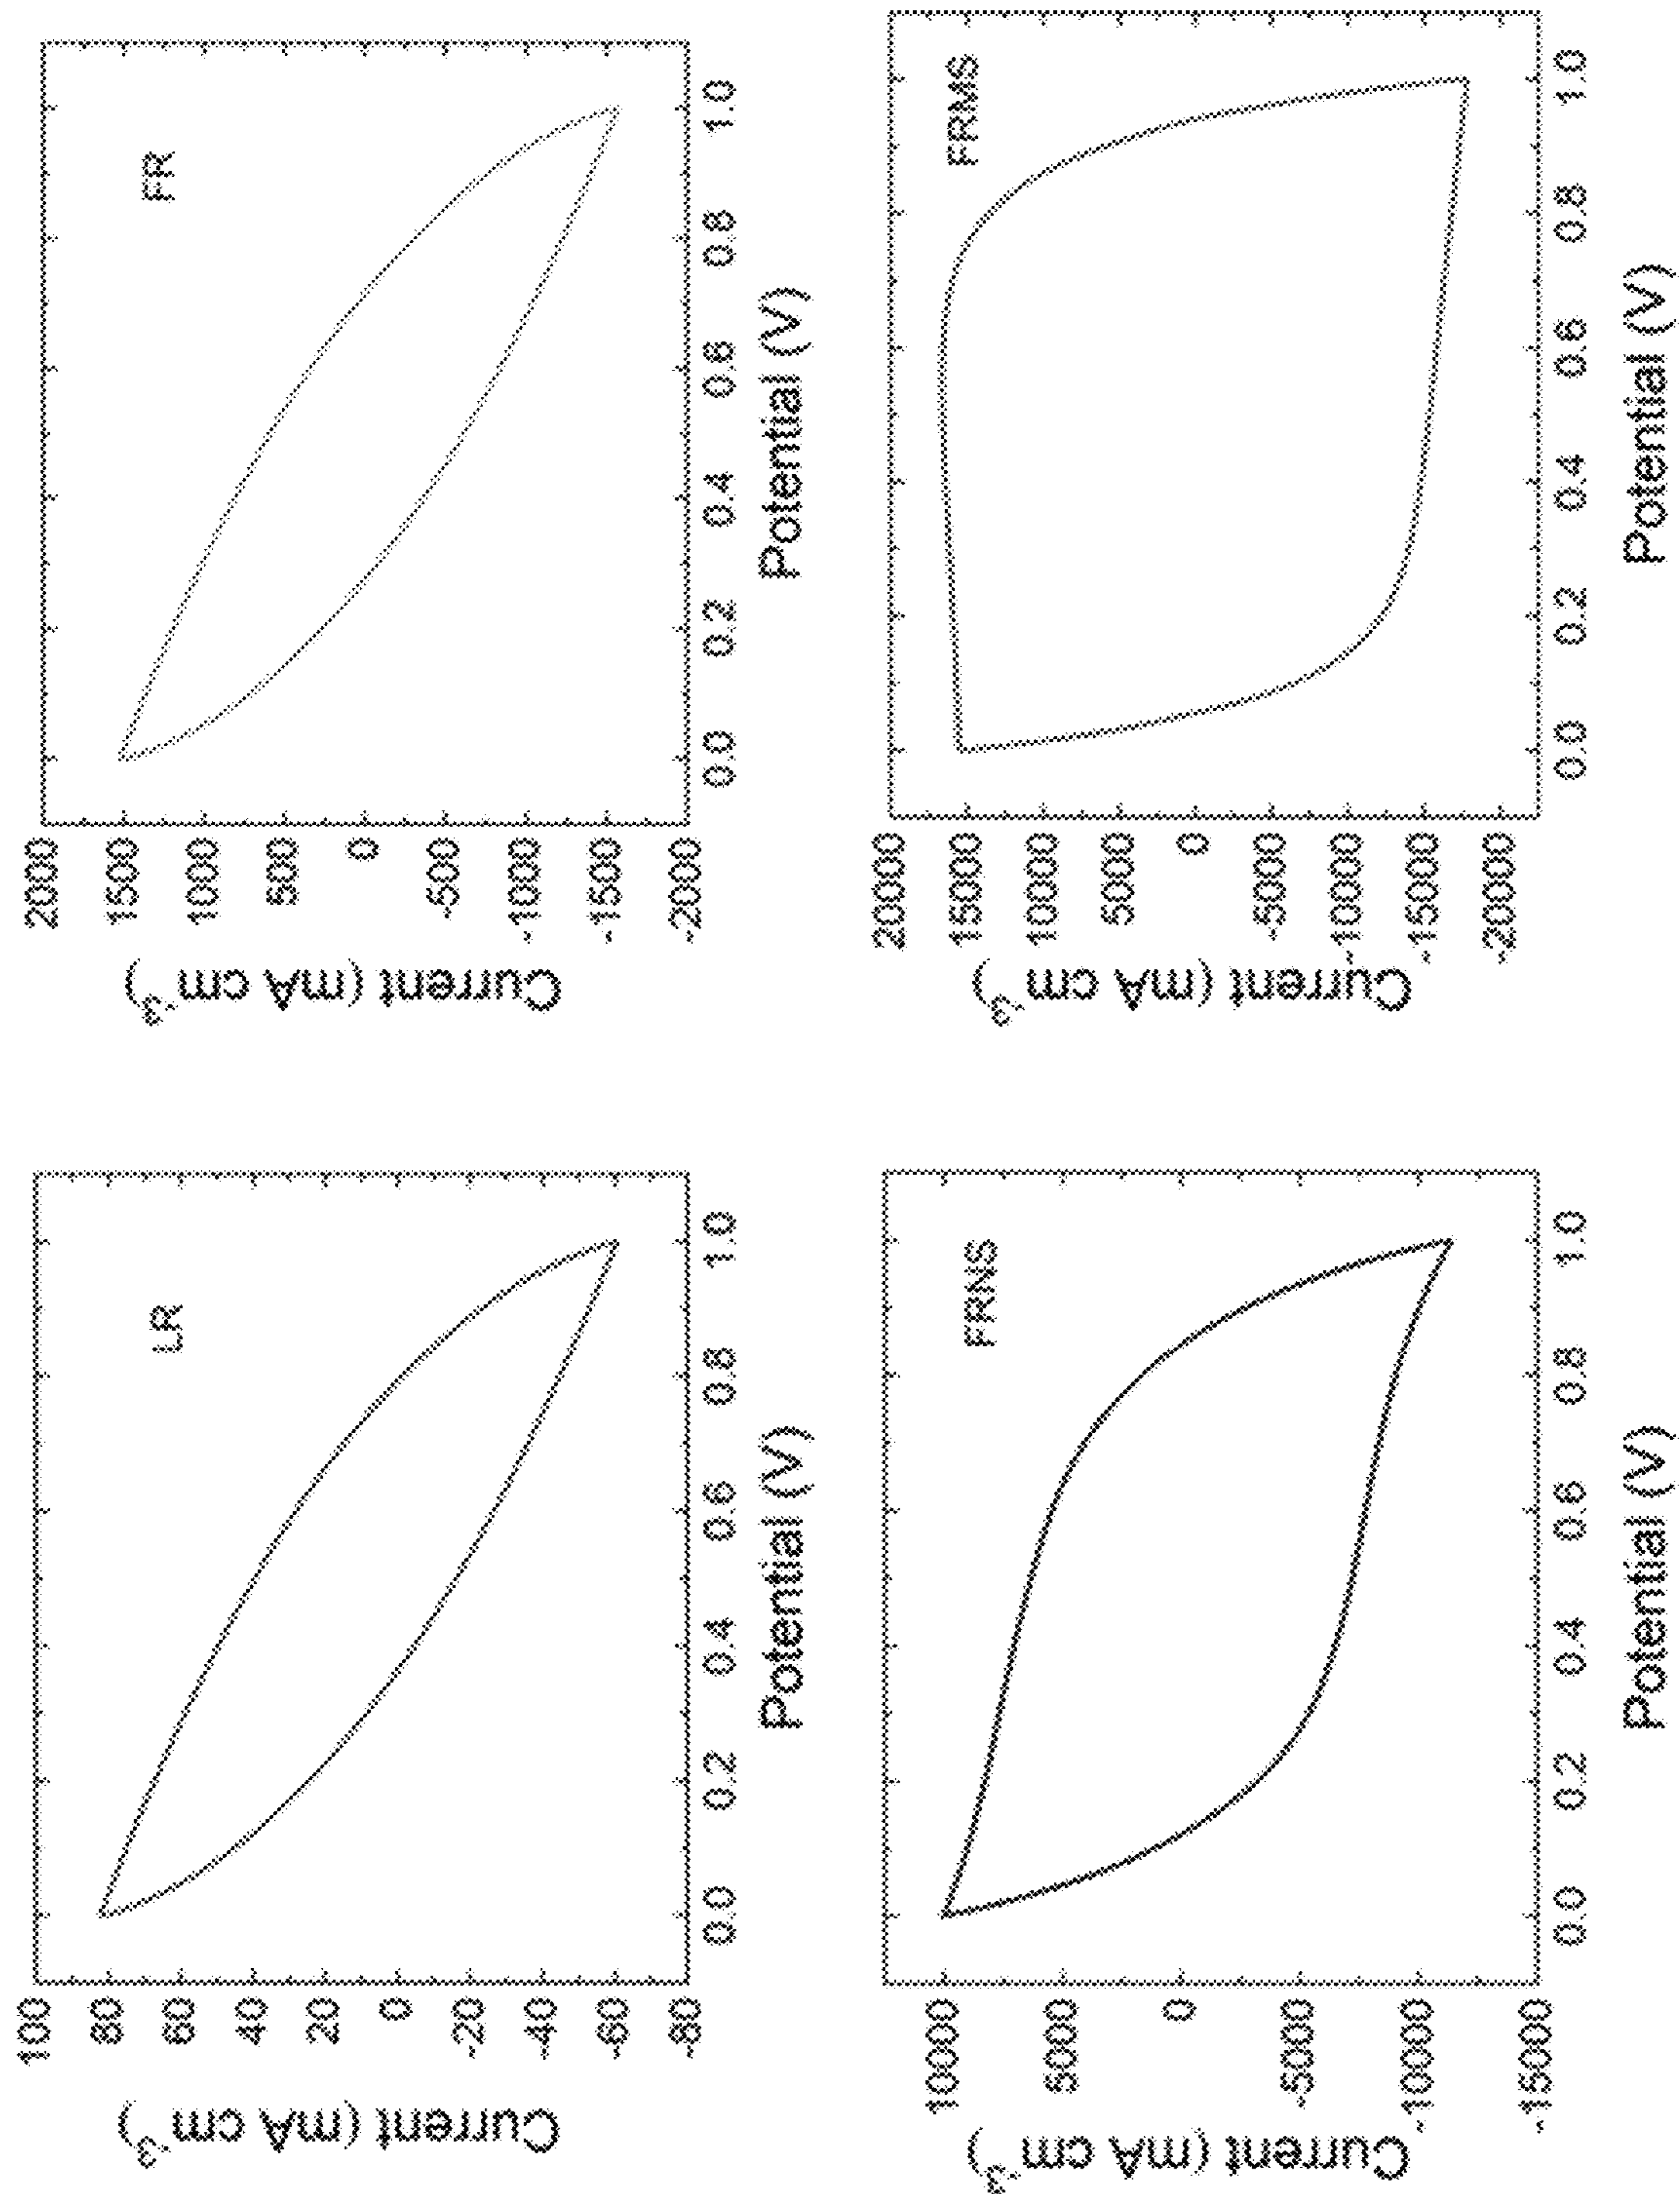 LR
100
80
60
40
20
0
-20
-40
-60
-80
Current (mA cm-3)
0.0 0.2 0.4 0.6 0.8 1.0
Potential (V)
FR
2000
1500
1000
500
0
-500
-1000
-1500
-2000
Current (mA cm-3)
0.0 0.2 0.4 0.6 0.8 1.0
Potential (V)
FRNS
10000
5000
0
-5000
-10000
-15000
Current (mA cm-3)
0.0 0.2 0.4 0.6 0.8 1.0
Potential (V)
FRMS
20000
15000
10000
5000
0
-5000
-10000
-15000
-20000
Current (mA cm-3)
0.0 0.2 0.4 0.6 0.8 1.0
Potential (V)